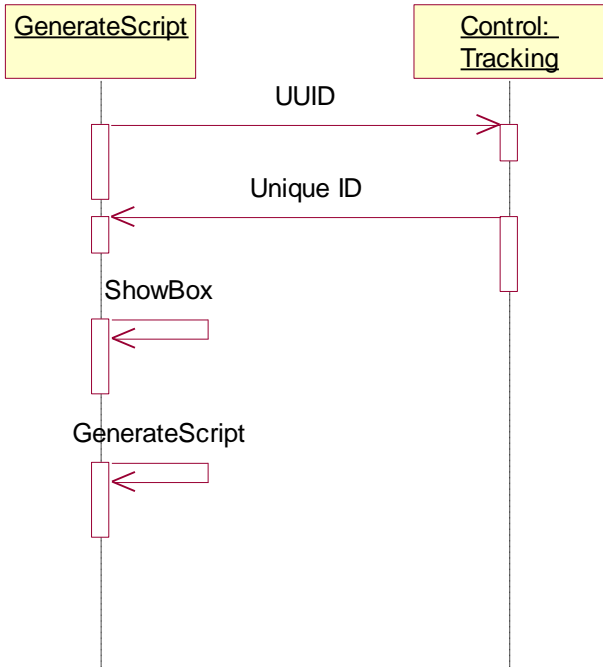 GenerateScript
Control:
Tracking
UUID
Unique ID
ShowBox
GenerateScript